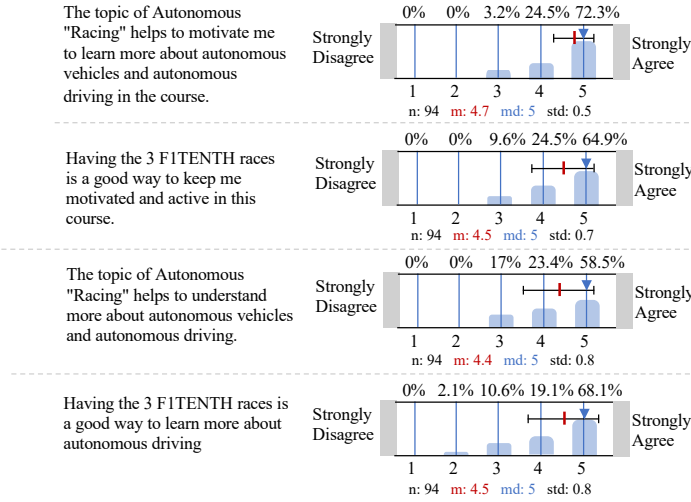 The topic of Autonomous
"Racing" helps to motivate me
to learn more about autonomous
vehicles and autonomous
driving in the course.
Strongly
Disagree
0% 0% 3.2% 24.5% 72.3%
1 2 3 4 5
Strongly
Agree
n: 94 m: 4.7 md: 5 std: 0.5
Having the 3 F1TENTH races
is a good way to keep me
motivated and active in this
course.
Strongly
Disagree
0% 0% 9.6% 24.5% 64.9%
1 2 3 4 5
Strongly
Agree
n: 94 m: 4.5 md: 5 std: 0.7
The topic of Autonomous
"Racing" helps to understand
more about autonomous vehicles
and autonomous driving.
Strongly
Disagree
0% 0% 17% 23.4% 58.5%
1 2 3 4 5
Strongly
Agree
n: 94 m: 4.4 md: 5 std: 0.8
Having the 3 F1TENTH races is
a good way to learn more about
autonomous driving
Strongly
Disagree
0% 2.1% 10.6% 19.1% 68.1%
1 2 3 4 5
Strongly
Agree
n: 94 m: 4.5 md: 5 std: 0.8